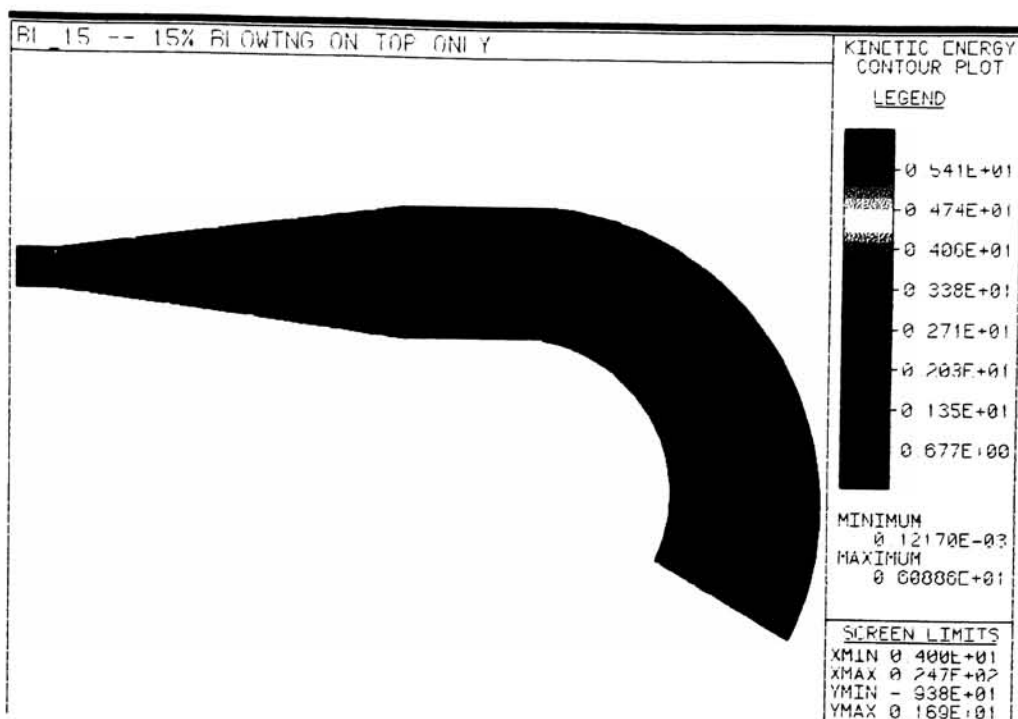 BL_15 -- 15% BLOWING ON TOP ONLY
KINETIC ENERGY
CONTOUR PLOT
LEGEND
0.541E+01
0.474E+01
0.406E+01
0.338E+01
0.271E+01
0.203E+01
0.135E+01
0.677E+00
MINIMUM
0.12170E-03
MAXIMUM
0.60886E+01
SCREEN LIMITS
XMIN 0.400E+01
XMAX 0.247E+02
YMIN -.938E+01
YMAX 0.169E+01